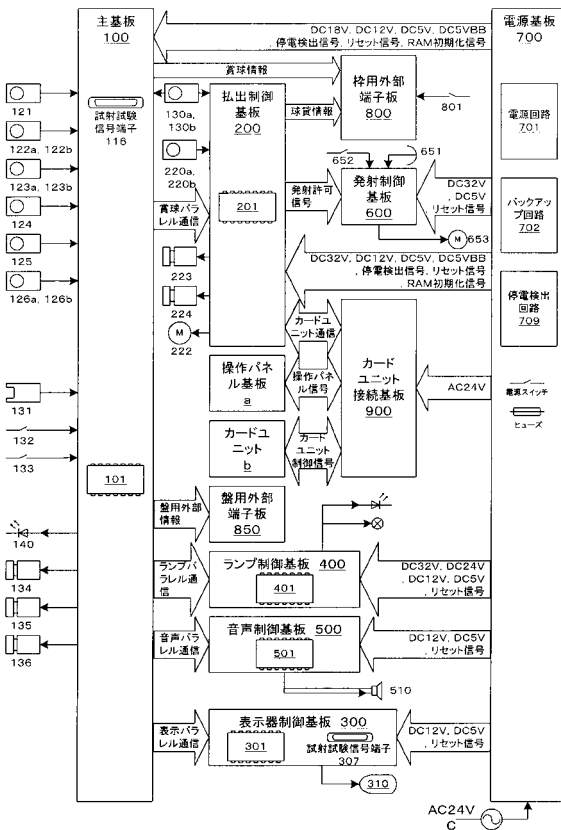 主基板
100
DC18V, DC12V, DC5V, DC5VBB
, 停電検出信号, リセット信号, RAM初期化信号
電源基板
700
賞球情報
121
試射試験
信号端子
116
130a,
130b
払出制御
基板
200
球貸情報
枠用外部
端子板
800
801
電源回路
701
122a, 122b
123a, 123b
220a,
220b
652
651
201
発射許可
信号
発射制御
基板
600
DC32V
, DC5V
リセット信号
バックアッ
プ回路
702
124
賞球パラ
レル通信
M
653
125
223
DC32V, DC12V, DC5V, DC5VBB
, 停電検出信号, リセット信号
, RAM初期化信号
停電検出
回路
709
126a, 126b
224
カードユ
ニット通信
M
222
操作パネ
ル基板
a
操作パネ
ル信号
カード
ユニット
接続基板
900
AC24V
電源スイッチ
131
132
カードユ
ニット
b
カード
ユニット
制御信号
ヒューズ
133
101
盤用外部
情報
盤用外部
端子板
850
140
ランプパ
ラレル通
信
ランプ制御基板 400
401
DC32V, DC24V
, DC12V, DC5V
, リセット信号
134
135
音声パラ
レル通信
音声制御基板 500
501
DC12V, DC5V
, リセット信号
136
510
表示パラ
レル通信
表示器制御基板 300
301
試射試験信号端子
307
DC12V, DC5V
, リセット信号
310
AC24V
C